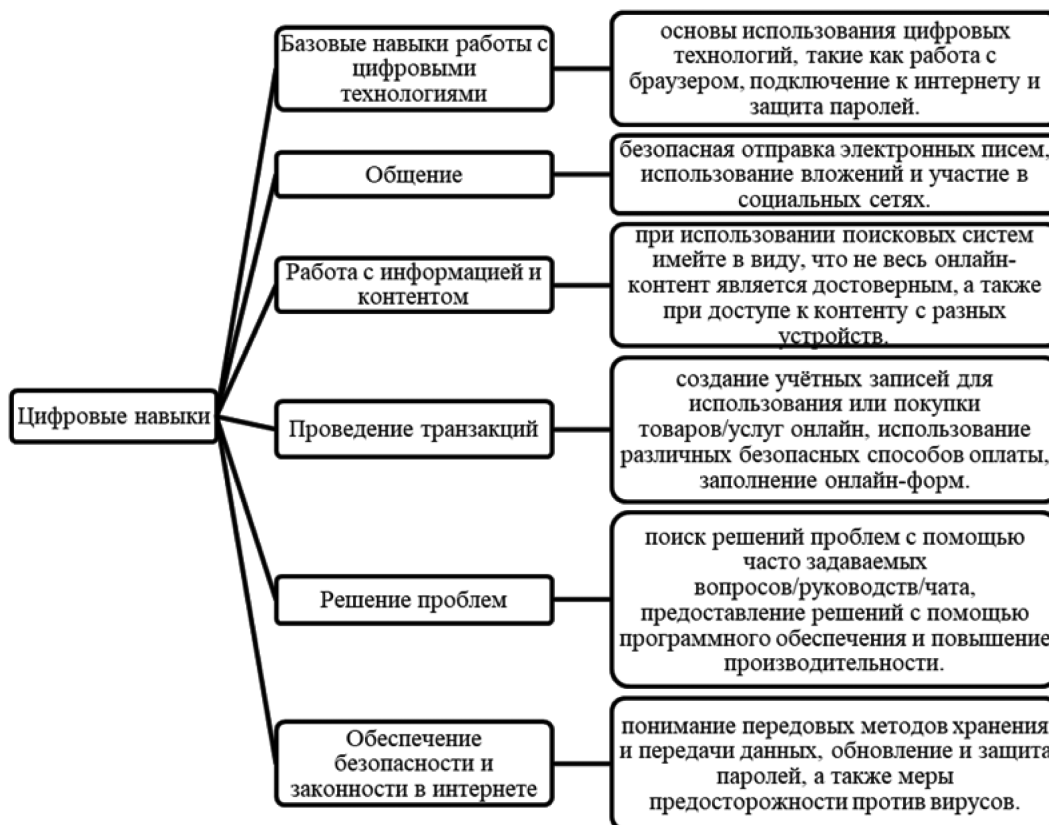 Базовые навыки работы с
цифровыми
технологиями
основы использования цифровых
технологий, такие как работа с
браузером, подключение к интернету и
защита паролей.
Общение
безопасная отправка электронных писем,
использование вложений и участие в
социальных сетях.
Работа с информацией и
контентом
при использовании поисковых систем
имейте в виду, что не весь онлайн-
контент является достоверным, а также
при доступе к контенту с разных
устройств.
Цифровые навыки
Проведение транзакций
создание учётных записей для
использования или покупки
товаров/услуг онлайн, использование
различных безопасных способов оплаты,
заполнение онлайн-форм.
Решение проблем
поиск решений проблем с помощью
часто задаваемых
вопросов/руководств/чата,
предоставление решений с помощью
программного обеспечения и повышение
производительности.
Обеспечение
безопасности и
законности в интернете
понимание передовых методов хранения
и передачи данных, обновление и защита
паролей, а также меры
предосторожности против вирусов.